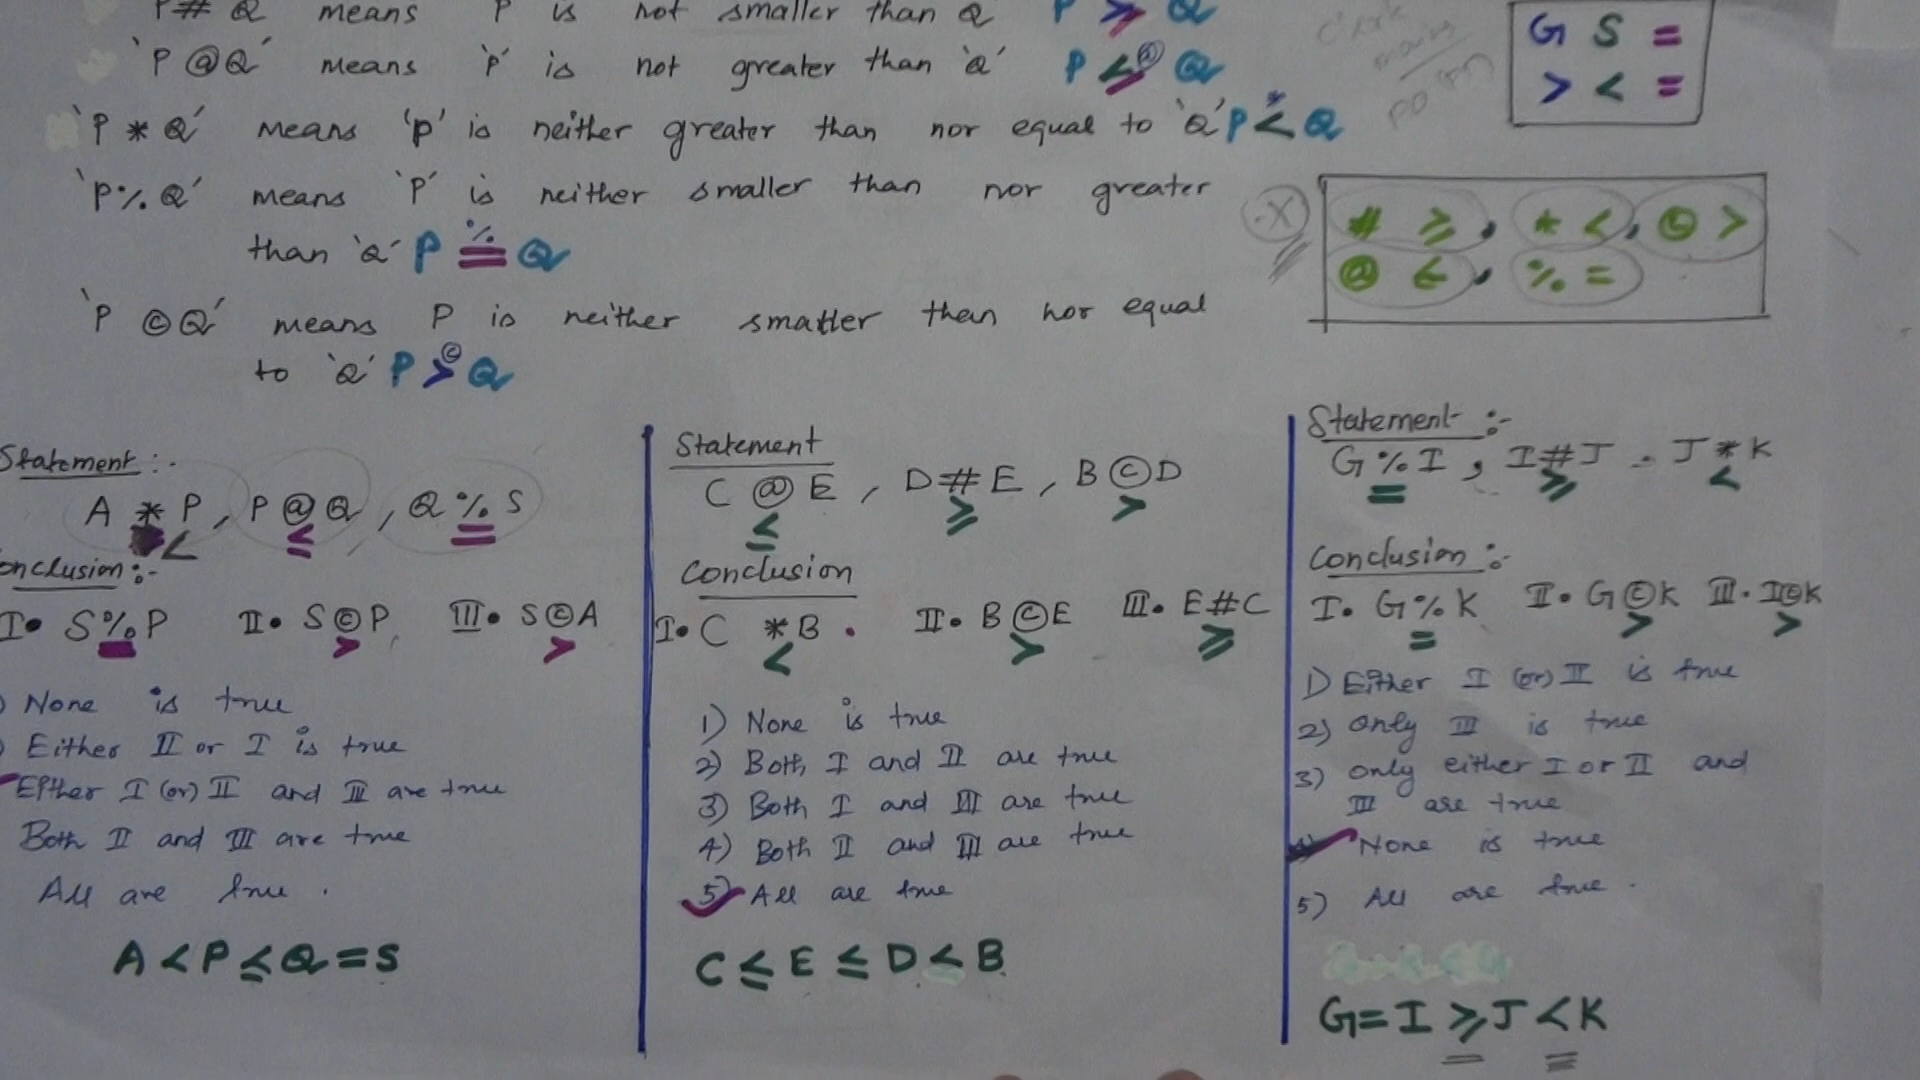 P# Q means P is not smaller than Q P ≥ Q
'P @Q' means 'P' is not greater than 'Q' P ≤ @ Q
'P * Q' means 'P' is neither greater than nor equal to 'Q' P < * Q
'P % Q' means 'P' is neither smaller than nor greater
than 'Q' P = % Q
'P © Q' means P is neither smaller than nor equal
to 'Q' P > © Q
G S =
> < =
# ≥, * <, © >
@ ≤, % =
Statement :-
A * P, P @ Q, Q % S
< ≤ =
Conclusion :-
I. S % P II. S © P, III. S © A
= > >
None is true
Either II or I is true
Either I (or) II and III are true
Both II and III are true
All are true.
A < P ≤ Q = S
Statement
C @ E, D # E, B © D
≤ ≥ >
Conclusion
I. C * B. II. B © E III. E # C
< > ≥
1) None is true
2) Both I and II are true
3) Both I and III are true
4) Both II and III are true
5) All are true
C ≤ E ≤ D < B
Statement :-
G % I, I # J, J * K
= ≥ <
Conclusion :-
I. G % K II. G © K III. I © K
= > >
1) Either I (or) II is true
2) Only III is true
3) Only either I or II and
III are true
None is true
5) All are true.
G = I ≥ J < K